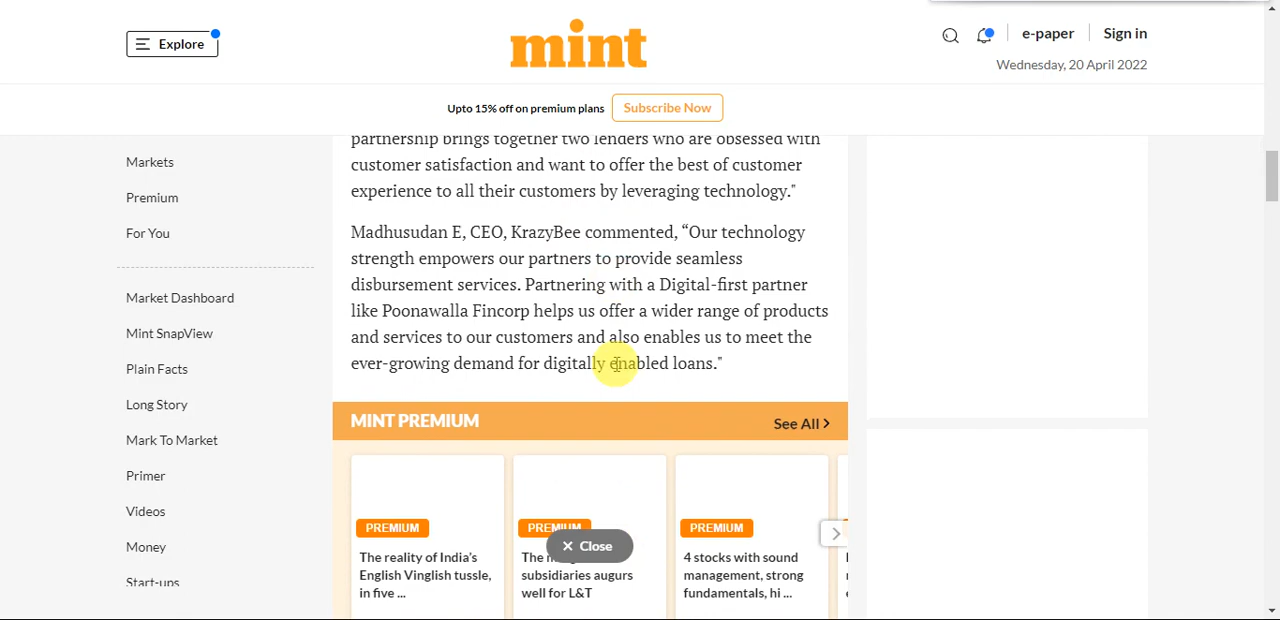 Explore
mint
e-paper
Sign in
Wednesday, 20 April 2022
Upto 15% off on premium plans
Subscribe Now
Markets
Premium
For You
Market Dashboard
Mint SnapView
Plain Facts
Long Story
Mark To Market
Primer
Videos
Money
Start-ups
partnership brings together two lenders who are obsessed with
customer satisfaction and want to offer the best of customer
experience to all their customers by leveraging technology."
Madhusudan E, CEO, KrazyBee commented, “Our technology
strength empowers our partners to provide seamless
disbursement services. Partnering with a Digital-first partner
like Poonawalla Fincorp helps us offer a wider range of products
and services to our customers and also enables us to meet the
ever-growing demand for digitally enabled loans."
MINT PREMIUM
See All
PREMIUM
The reality of India’s
English Vinglish tussle,
in five ...
PREMIUM
The
subsidiaries augurs
well for L&T
PREMIUM
4 stocks with sound
management, strong
fundamentals, hi ...
Close